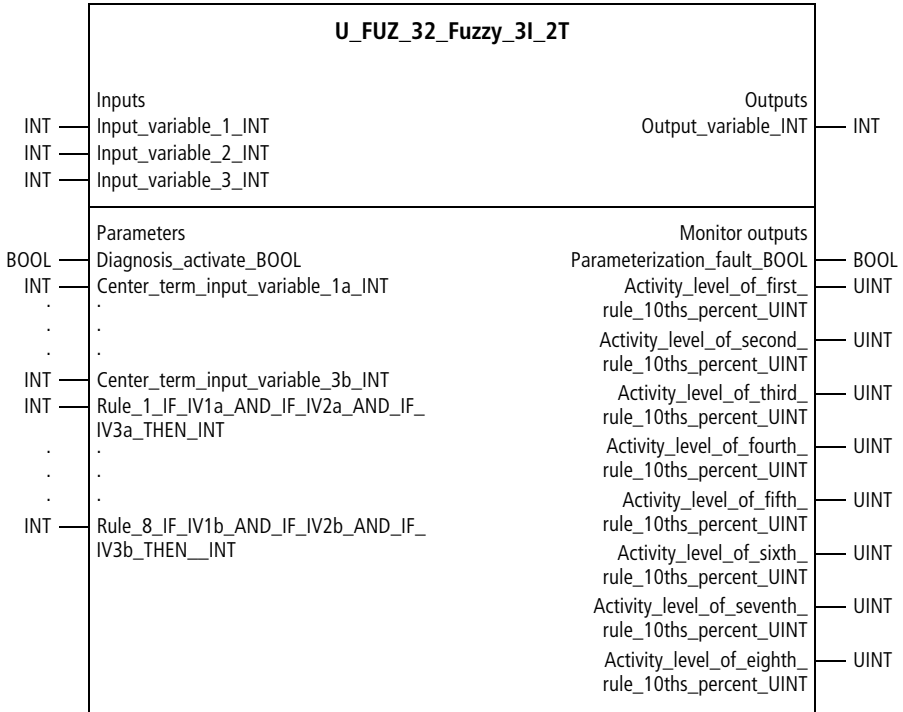 U_FUZ_32_Fuzzy_3I_2T
Inputs Outputs
INT Input_variable_1_INT Output_variable_INT INT
INT Input_variable_2_INT
INT Input_variable_3_INT
Parameters Monitor outputs
BOOL Diagnosis_activate_BOOL Parameterization_fault_BOOL BOOL
INT Center_term_input_variable_1a_INT Activity_level_of_first_ UINT
. . rule_10ths_percent_UINT
. . Activity_level_of_second_ UINT
. . rule_10ths_percent_UINT
INT Center_term_input_variable_3b_INT Activity_level_of_third_ UINT
INT Rule_1_IF_IV1a_AND_IF_IV2a_AND_IF_ rule_10ths_percent_UINT
IV3a_THEN_INT
. . Activity_level_of_fourth_ UINT
. . rule_10ths_percent_UINT
. . Activity_level_of_fifth_ UINT
INT Rule_8_IF_IV1b_AND_IF_IV2b_AND_IF_ rule_10ths_percent_UINT
IV3b_THEN__INT Activity_level_of_sixth_ UINT
rule_10ths_percent_UINT
Activity_level_of_seventh_ UINT
rule_10ths_percent_UINT
Activity_level_of_eighth_ UINT
rule_10ths_percent_UINT